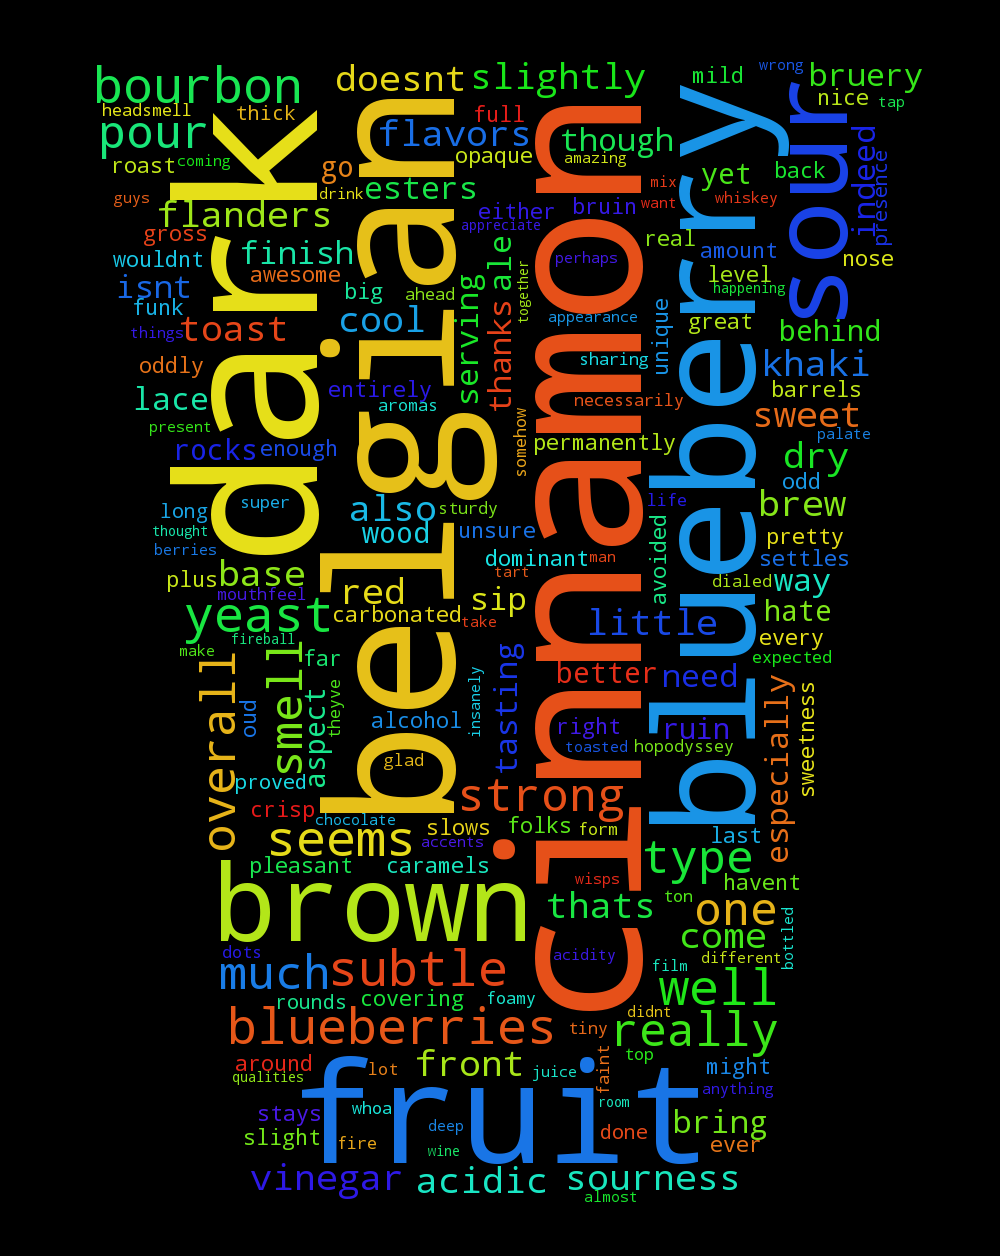 wrong
bourbon
doesnt
slightly
mild
bruery
headsmell
thick
full
nice
tap
pour
flavors
though
roast
coming
go
opaque
amazing
yet
back
indeed
presence
guys
drink
esters
mix
want
whiskey
flanders
either
bruin
appreciate
gross
finish
ale
real
amount
nose
wouldnt
awesome
perhaps
level
isnt
big
ahead
together
happening
funk
cool
serving
thanks
appearance
unique
great
things
toast
behind
oddly
sharing
khaki
lace
entirely
aromas
necessarily
barrels
sweet
present
somehow
permanently
palate
rocks
enough
dry
odd
dark
belgian
cinnamon
blueberry
sour
long
super
also
sturdy
life
brew
thought
wood
unsure
avoided
pretty
berries
dominant
man
settles
plus
base
tart
dialed
way
mouthfeel
red
sip
yeast
carbonated
take
little
hate
fireball
every
make
smell
far
tasting
better
need
expected
overall
oud
aspect
theyve
alcohol
insanely
right
ruin
especially
sweetness
toasted
hopodyssey
glad
proved
strong
crisp
chocolate
slows
folks
form
last
seems
accents
type
pleasant
caramels
wisps
havent
brown
thats
ton
one
bottled
come
dots
acidity
different
much
subtle
film
well
rounds
covering
foamy
didnt
blueberries
tiny
really
around
front
faint
top
might
qualities
lot
juice
anything
fruit
room
stays
whoa
deep
bring
slight
fire
wine
done
ever
vinegar
acidic
sourness
almost